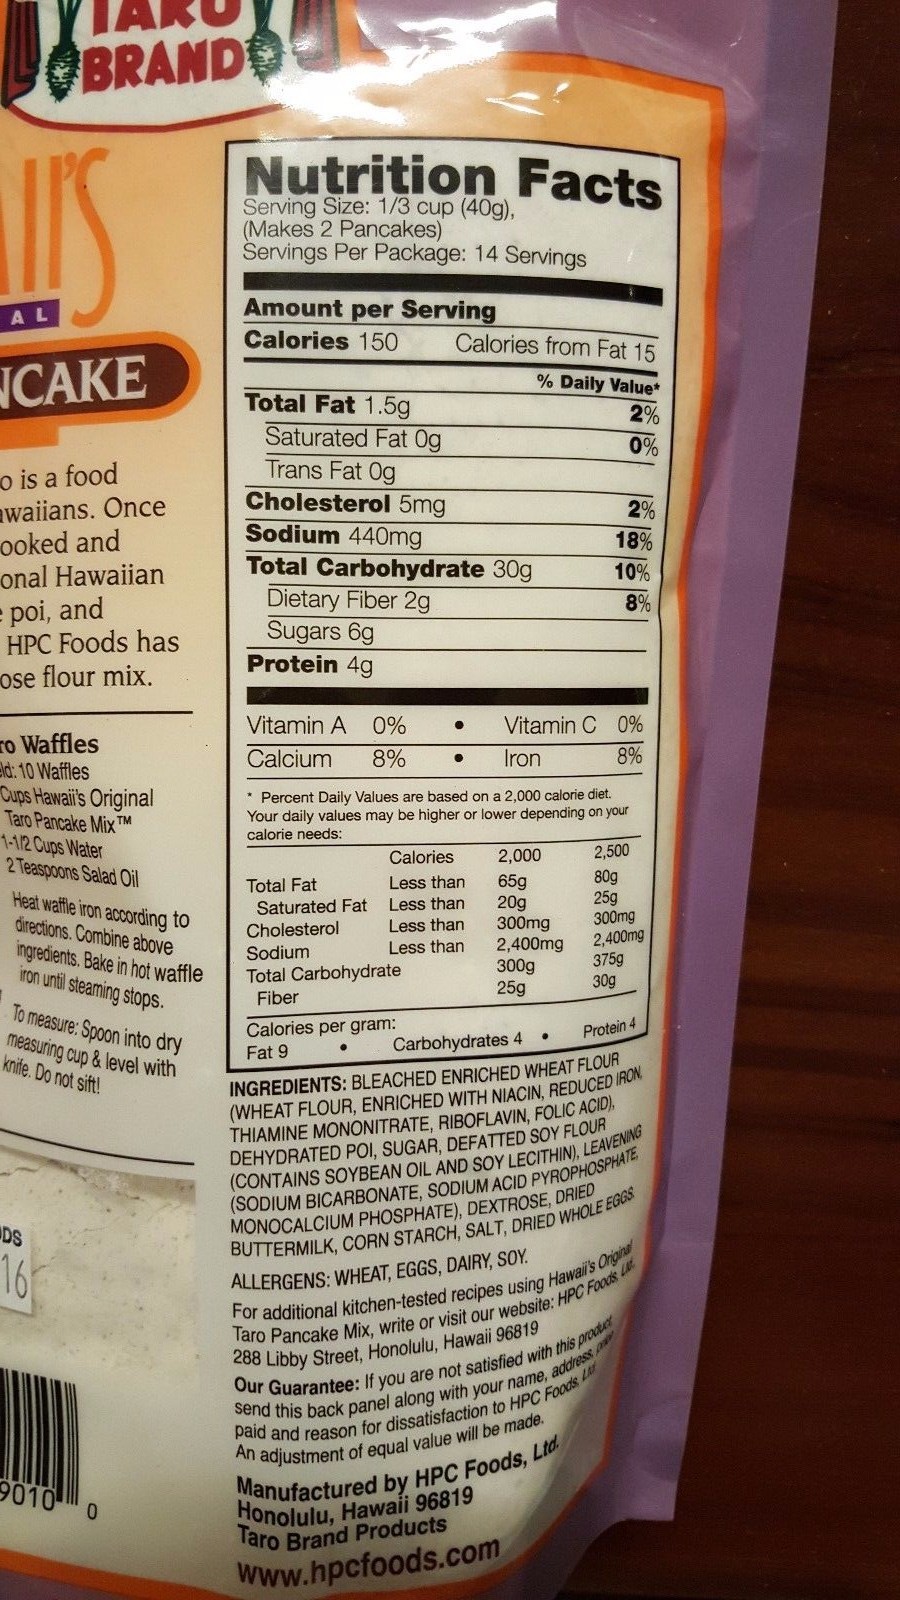 TARO
BRAND
II'S
AL
NCAKE
o is a food
waiians. Once
ooked and
onal Hawaiian
poi, and
HPC Foods has
ose flour mix.
ro Waffles
ld: 10 Waffles
Cups Hawaii's Original
Taro Pancake Mix™
1-1/2 Cups Water
2 Teaspoons Salad Oil
Heat waffle iron according to
directions. Combine above
ingredients. Bake in hot waffle
iron until steaming stops.
To measure: Spoon into dry
measuring cup & level with
knife. Do not sift!
DS
16
9010 0
Nutrition Facts
Serving Size: 1/3 cup (40g),
(Makes 2 Pancakes)
Servings Per Package: 14 Servings
Amount per Serving
Calories 150 Calories from Fat 15
% Daily Value*
Total Fat 1.5g 2%
Saturated Fat 0g 0%
Trans Fat 0g
Cholesterol 5mg 2%
Sodium 440mg 18%
Total Carbohydrate 30g 10%
Dietary Fiber 2g 8%
Sugars 6g
Protein 4g
Vitamin A 0% • Vitamin C 0%
Calcium 8% • Iron 8%
* Percent Daily Values are based on a 2,000 calorie diet.
Your daily values may be higher or lower depending on your
calorie needs:
Calories 2,000 2,500
Total Fat Less than 65g 80g
Saturated Fat Less than 20g 25g
Cholesterol Less than 300mg 300mg
Sodium Less than 2,400mg 2,400mg
Total Carbohydrate 300g 375g
Fiber 25g 30g
Calories per gram:
Fat 9 • Carbohydrates 4 • Protein 4
INGREDIENTS: BLEACHED ENRICHED WHEAT FLOUR
(WHEAT FLOUR, ENRICHED WITH NIACIN, REDUCED IRON,
THIAMINE MONONITRATE, RIBOFLAVIN, FOLIC ACID),
DEHYDRATED POI, SUGAR, DEFATTED SOY FLOUR
(CONTAINS SOYBEAN OIL AND SOY LECITHIN), LEAVENING
(SODIUM BICARBONATE, SODIUM ACID PYROPHOSPHATE,
MONOCALCIUM PHOSPHATE), DEXTROSE, DRIED
BUTTERMILK, CORN STARCH, SALT, DRIED WHOLE EGGS.
ALLERGENS: WHEAT, EGGS, DAIRY, SOY.
For additional kitchen-tested recipes using Hawaii's Original
Taro Pancake Mix, write or visit our website: HPC Foods, Ltd.
288 Libby Street, Honolulu, Hawaii 96819
Our Guarantee: If you are not satisfied with this product,
send this back panel along with your name, address, price
paid and reason for dissatisfaction to HPC Foods, Ltd.
An adjustment of equal value will be made.
Manufactured by HPC Foods, Ltd.
Honolulu, Hawaii 96819
Taro Brand Products
www.hpcfoods.com